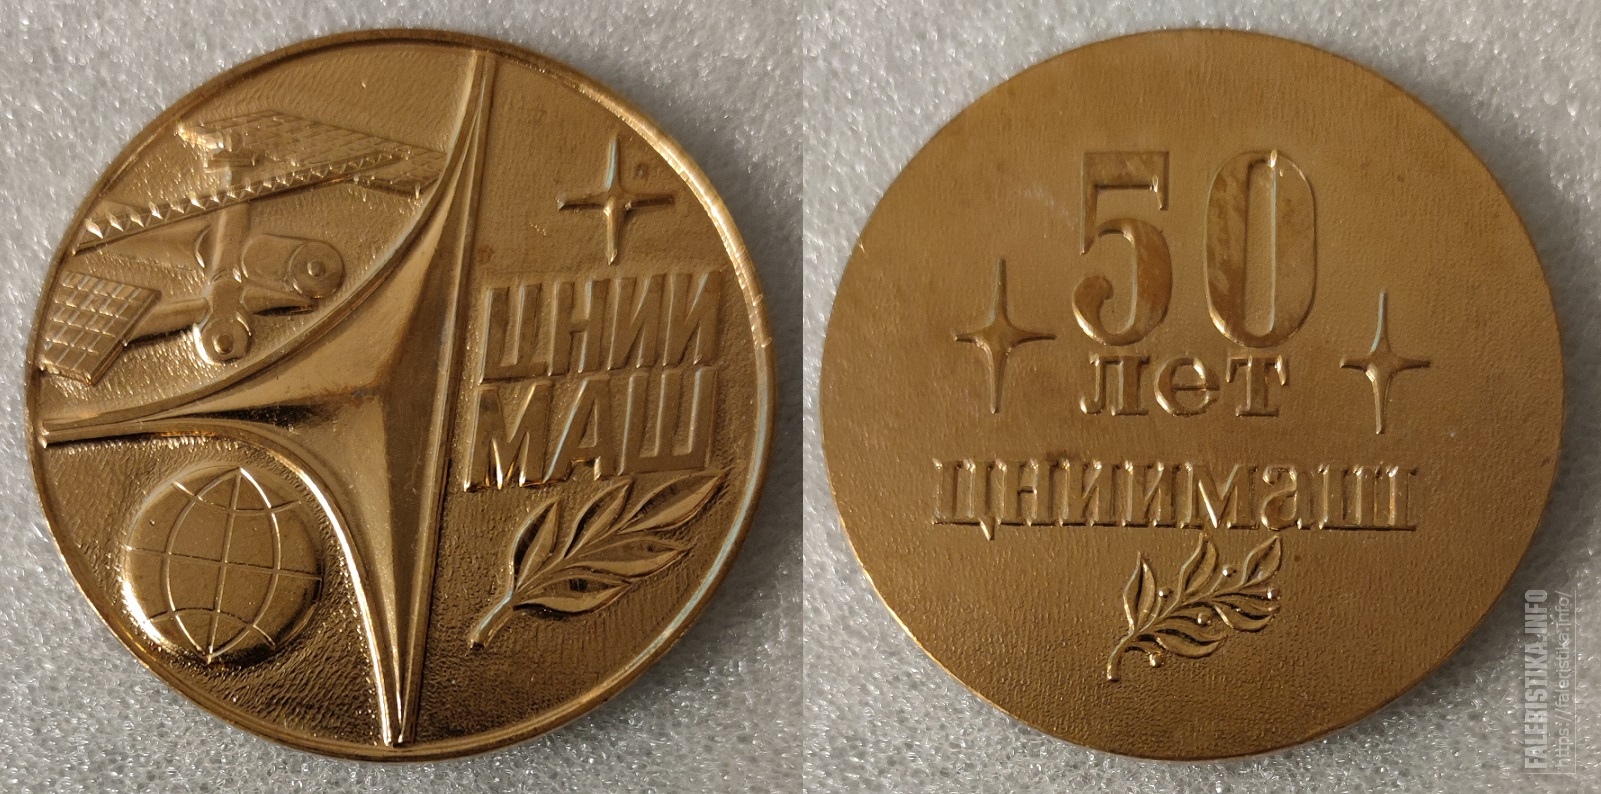 ЦНИИ
МАШ
50
лет
ЦНИИМАШ
FALERISTIKA.INFO
https://faleristika.info/